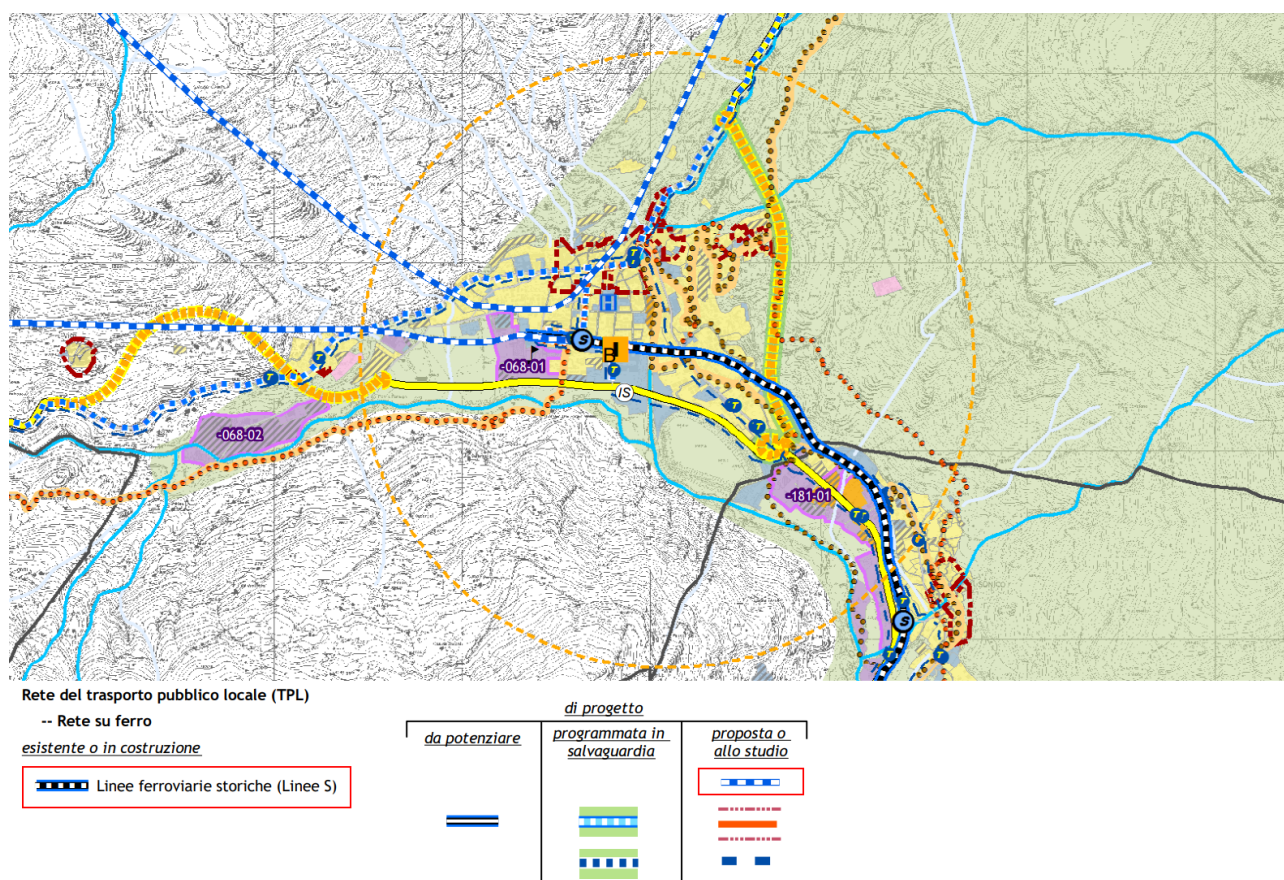 H
S
B
T
-068-01
IS
T
T
-068-02
-181-01
S
Rete del trasporto pubblico locale (TPL)
-- Rete su ferro
esistente o in costruzione
Linee ferroviarie storiche (Linee S)
di progetto
da potenziare
programmata in
salvaguardia
proposta o
allo studio